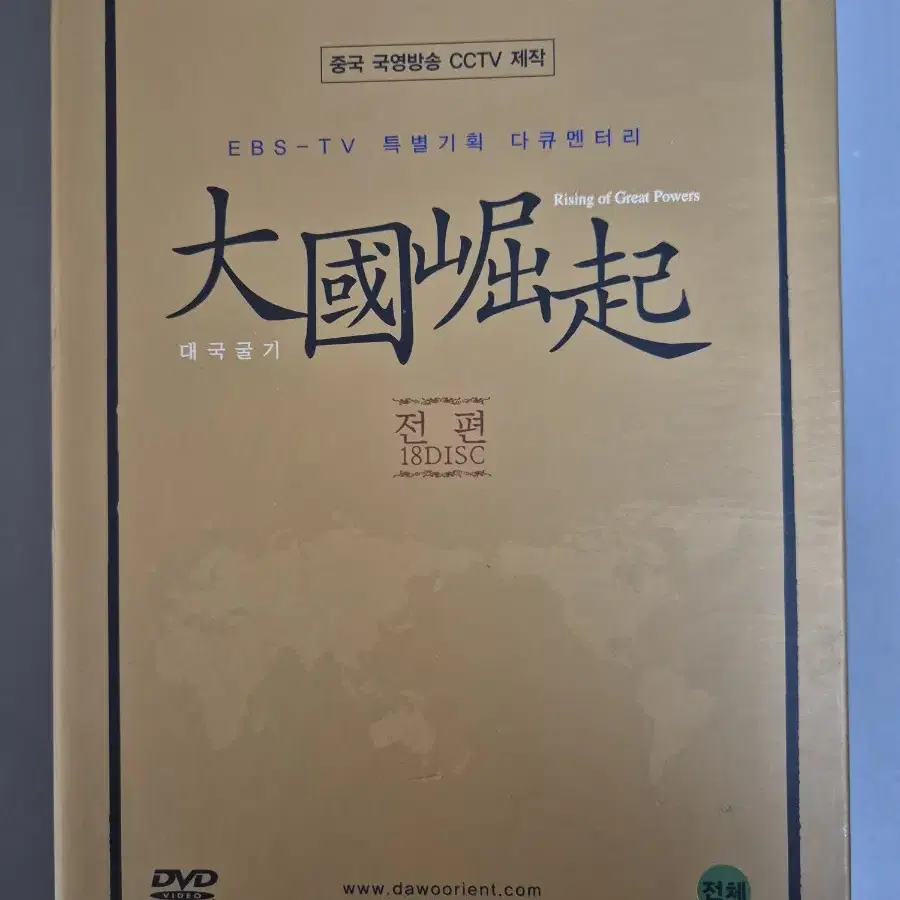 중국 국영방송 CCTV 제작
EBS-TV 특별기획 다큐멘터리
Rising of Great Powers
大國崛起
대국굴기
전편
18DISC
DVD
VIDEO
www.dawoorient.com
전체